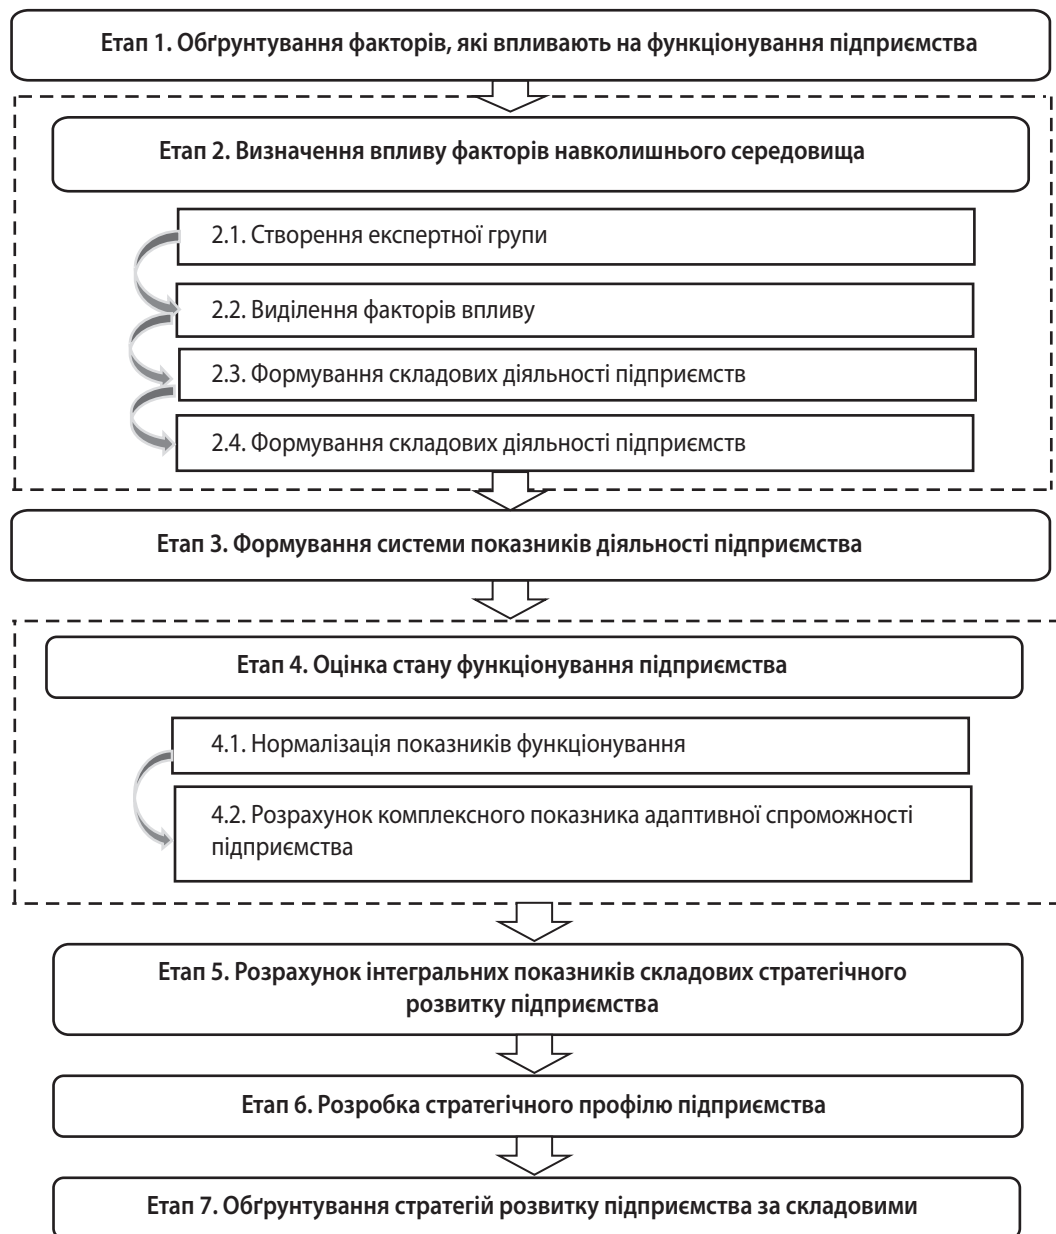 Етап 1. Обґрунтування факторів, які впливають на функціонування підприємства
Етап 2. Визначення впливу факторів навколишнього середовища
2.1. Створення експертної групи
2.2. Виділення факторів впливу
2.3. Формування складових діяльності підприємств
2.4. Формування складових діяльності підприємств
Етап 3. Формування системи показників діяльності підприємства
Етап 4. Оцінка стану функціонування підприємства
4.1. Нормалізація показників функціонування
4.2. Розрахунок комплексного показника адаптивної спроможності
підприємства
Етап 5. Розрахунок інтегральних показників складових стратегічного
розвитку підприємства
Етап 6. Розробка стратегічного профілю підприємства
Етап 7. Обґрунтування стратегій розвитку підприємства за складовими